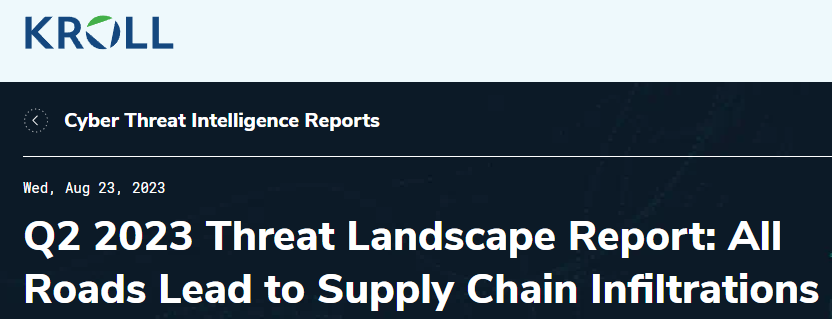 KROLL
Cyber Threat Intelligence Reports
Wed, Aug 23, 2023
Q2 2023 Threat Landscape Report: All
Roads Lead to Supply Chain Infiltrations